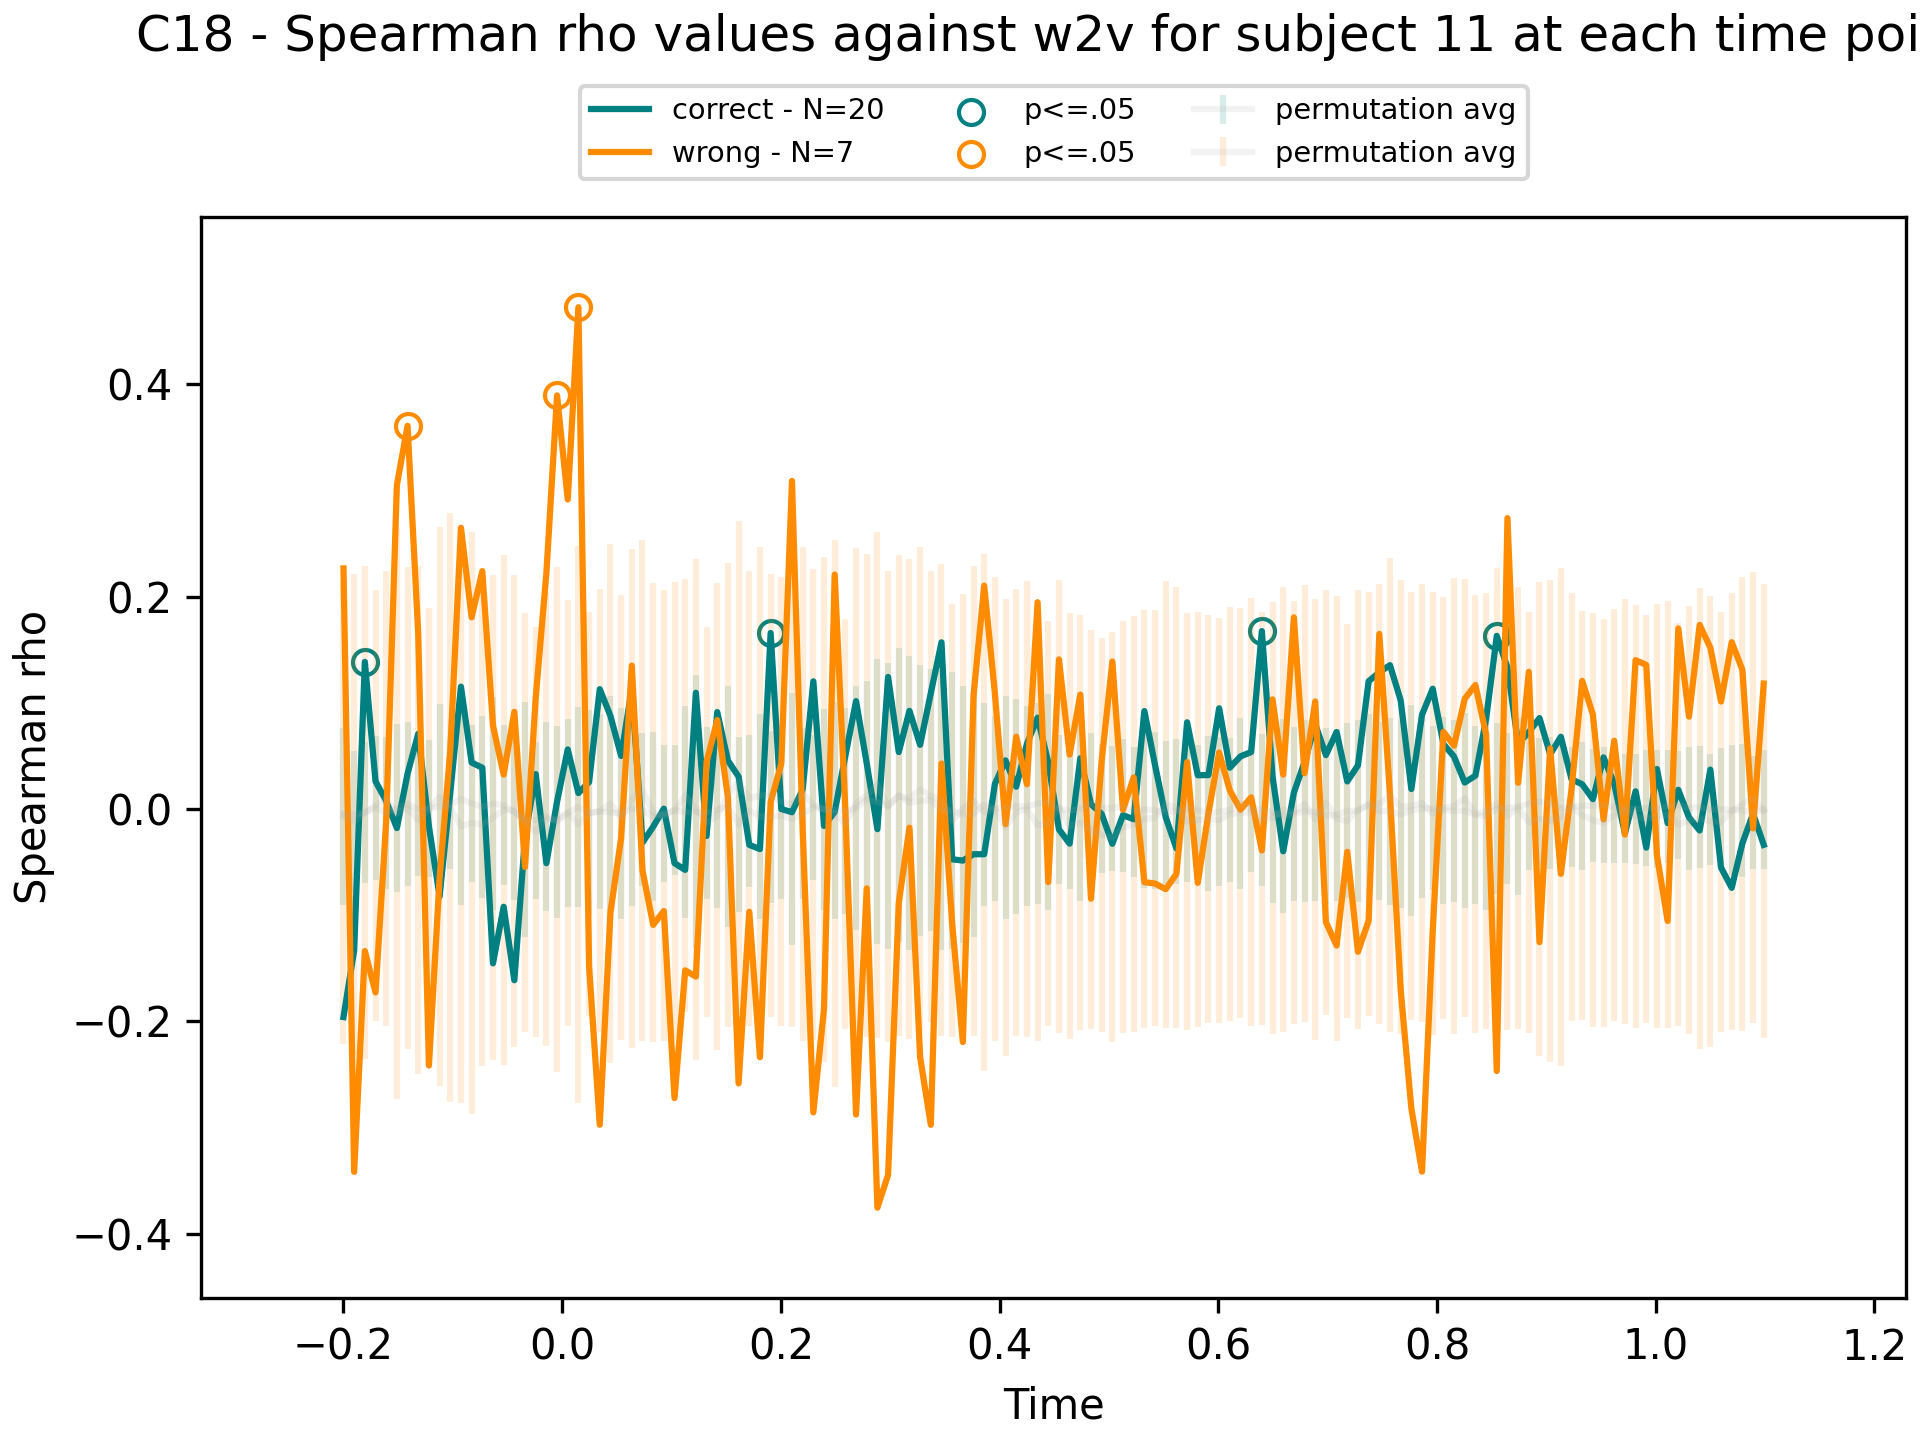 C18 - Spearman rho values against w2v for subject 11 at each time poi
correct - N=20
wrong - N=7
p<=.05
p<=.05
permutation avg
permutation avg
Spearman rho
0.4
0.2
0.0
−0.2
−0.4
−0.2 0.0 0.2 0.4 0.6 0.8 1.0 1.2
Time